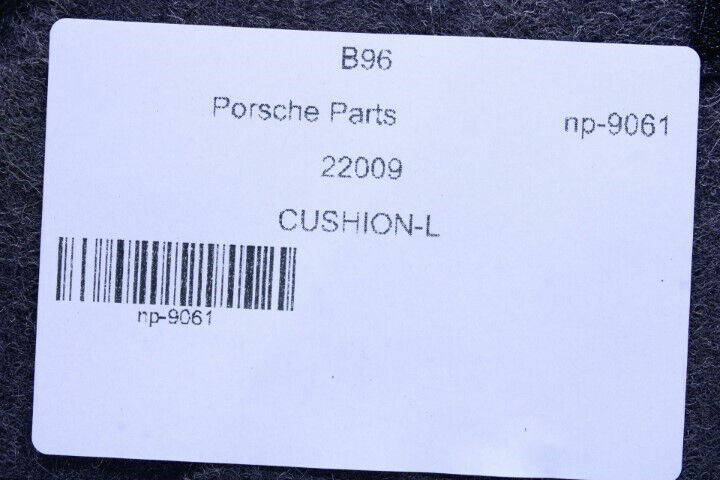 B96
Porsche Parts
np-9061
22009
CUSHION-L
np-9061